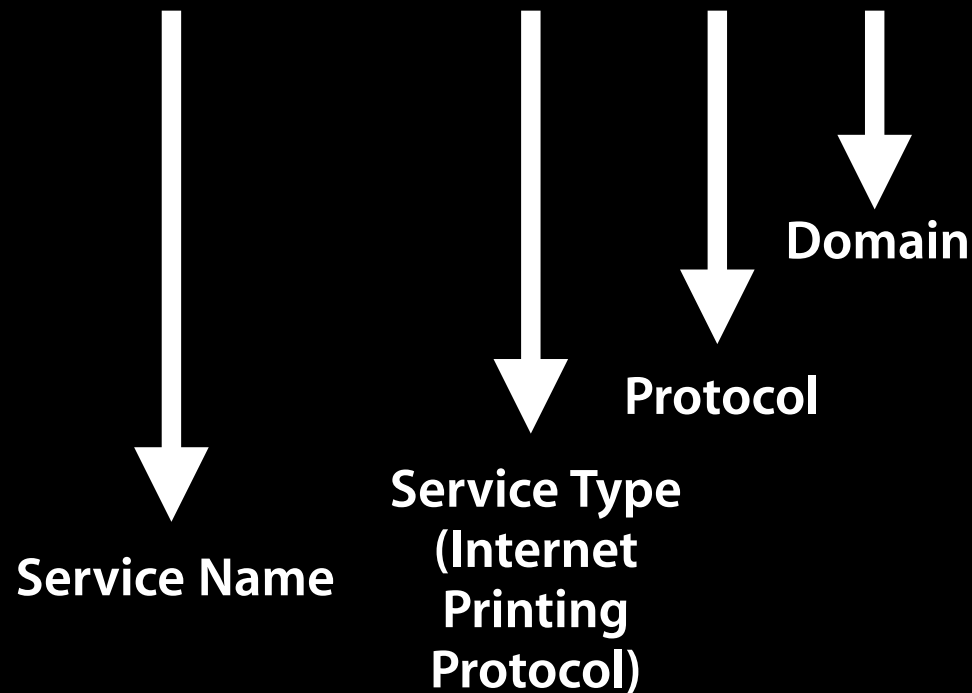 Domain
Protocol
Service Type
(Internet
Printing
Protocol)
Service Name